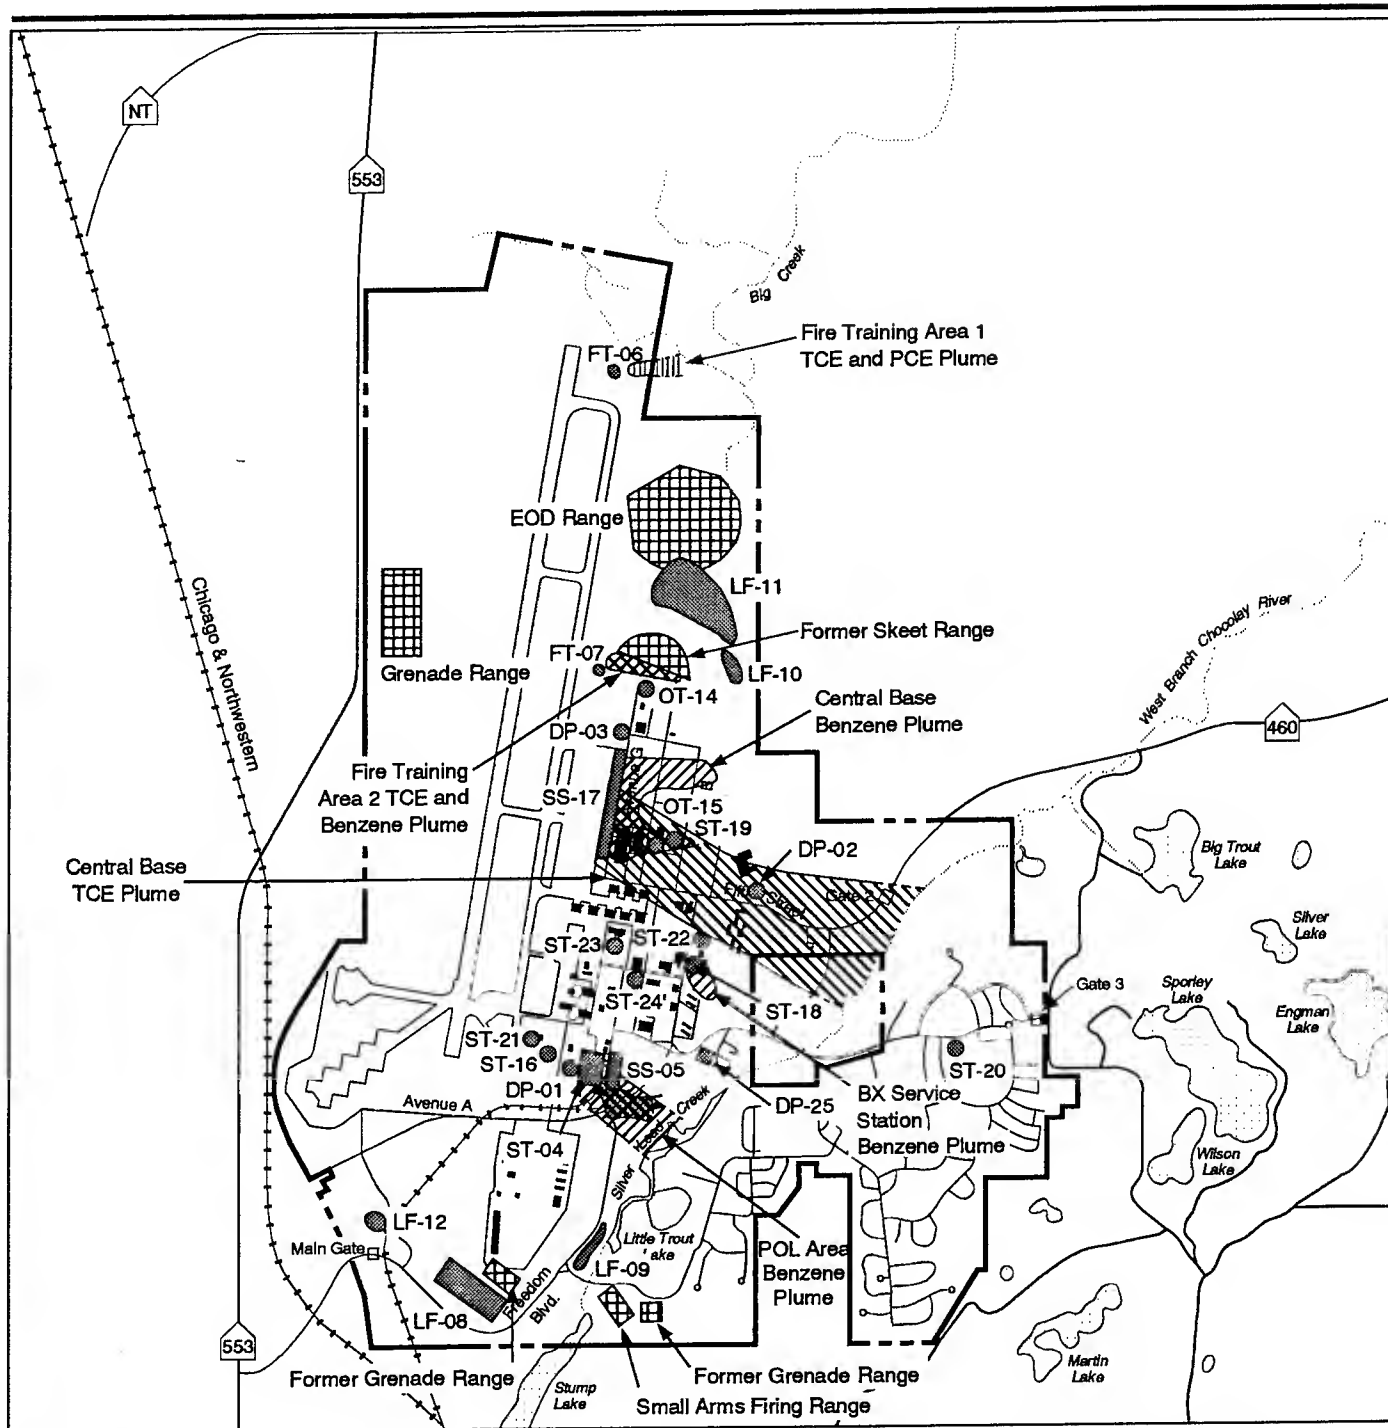 NT
553
Big Creek
Fire Training Area 1
TCE and PCE Plume
FT-06
EOD Range
LF-11
Chicago & Northwestern
West Branch Chocolay River
Former Skeet Range
FT-07
Grenade Range
LF-10
OT-14
Central Base
Benzene Plume
DP-03
460
Fire Training
Area 2 TCE and
Benzene Plume
SS-17
OT-15
ST-19
DP-02
Big Trout
Lake
Central Base
TCE Plume
Street
Gate 2
Silver
Lake
ST-23
ST-22
Gate 3
Sporley
Lake
ST-24'
ST-18
Engman
Lake
ST-21
ST-16
SS-05
ST-20
DP-01
DP-25
BX Service
Station
Benzene Plume
Avenue A
Creek
ST-04
Wilson
Lake
Silver
LF-12
Little Trout
Lake
Main Gate
POL Area
Benzene
Plume
LF-09
Freedom
Blvd.
LF-08
553
Former Grenade Range
Former Grenade Range
Martin
Lake
Stump
Lake
Small Arms Firing Range